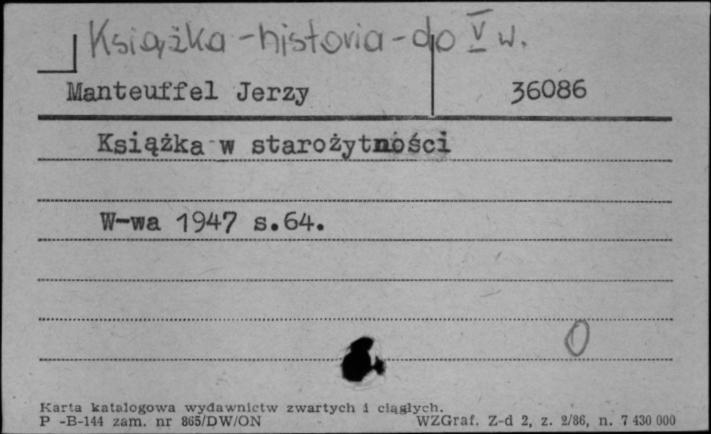 Książka - historia - do V w.
Manteuffel Jerzy 36086
Książka w starożytności
W-wa 1947 s.64.
0
Karta katalogowa wydawnictw zwartych i ciągłych.
P -B-144 zam. nr 865/DW/ON WZGraf. Z-d 2, z. 2/86, n. 7 430 000